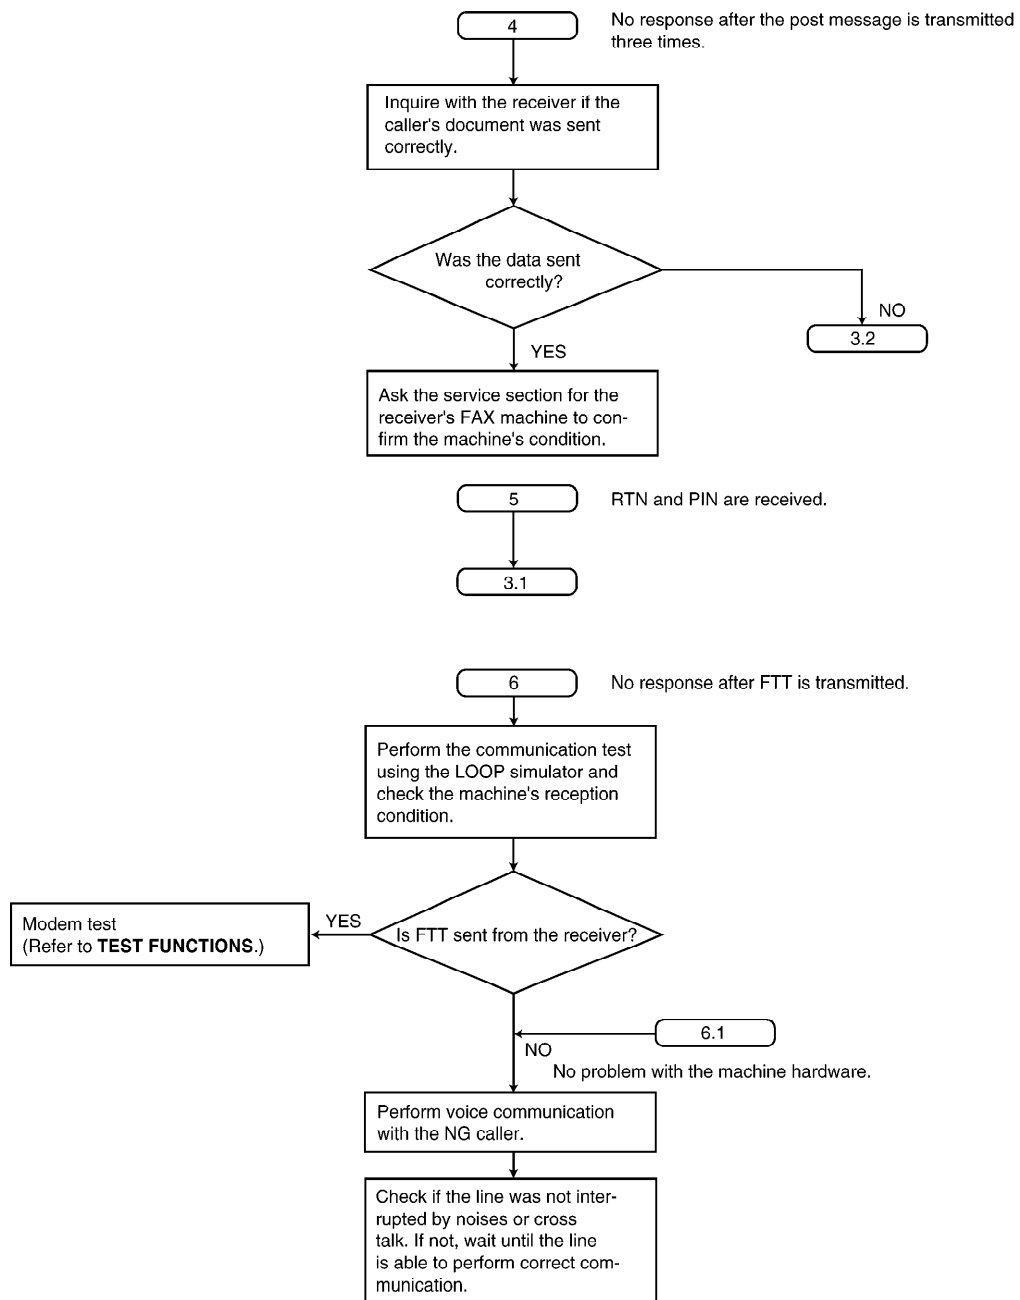 4
No response after the post message is transmitted
three times.
Inquire with the receiver if the
caller's document was sent
correctly.
Was the data sent
correctly?
NO
3.2
YES
Ask the service section for the
receiver's FAX machine to con-
firm the machine's condition.
5
RTN and PIN are received.
3.1
6
No response after FTT is transmitted.
Perform the communication test
using the LOOP simulator and
check the machine's reception
condition.
YES
Modem test
(Refer to TEST FUNCTIONS.)
Is FTT sent from the receiver?
6.1
NO
No problem with the machine hardware.
Perform voice communication
with the NG caller.
Check if the line was not inter-
rupted by noises or cross
talk. If not, wait until the line
is able to perform correct com-
munication.